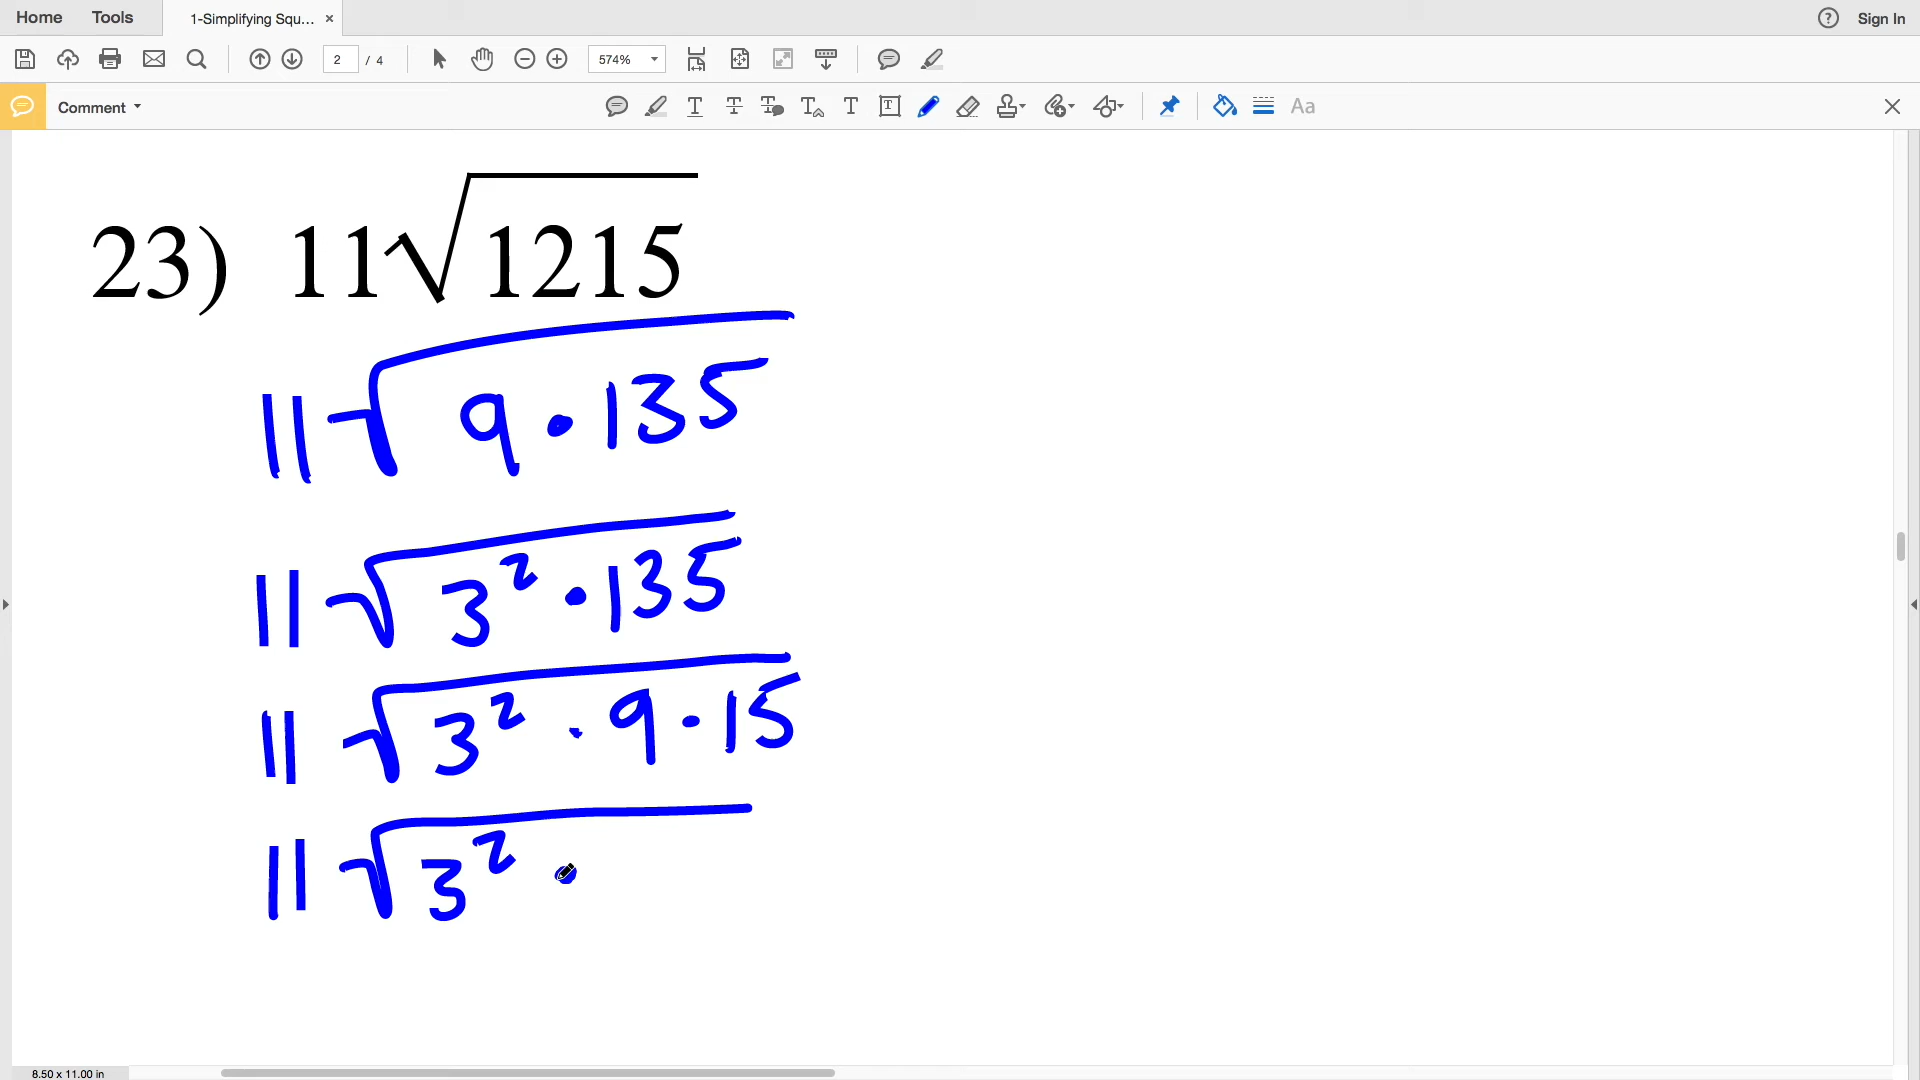 Home Tools 1-Simplifying Squ... × ? Sign In
2 / 4 574%
Comment T T T T T T Aa
23) 11√1215
11√9·135
11√3²·135
11√3²·9·15
11√3²·
8.50 x 11.00 in